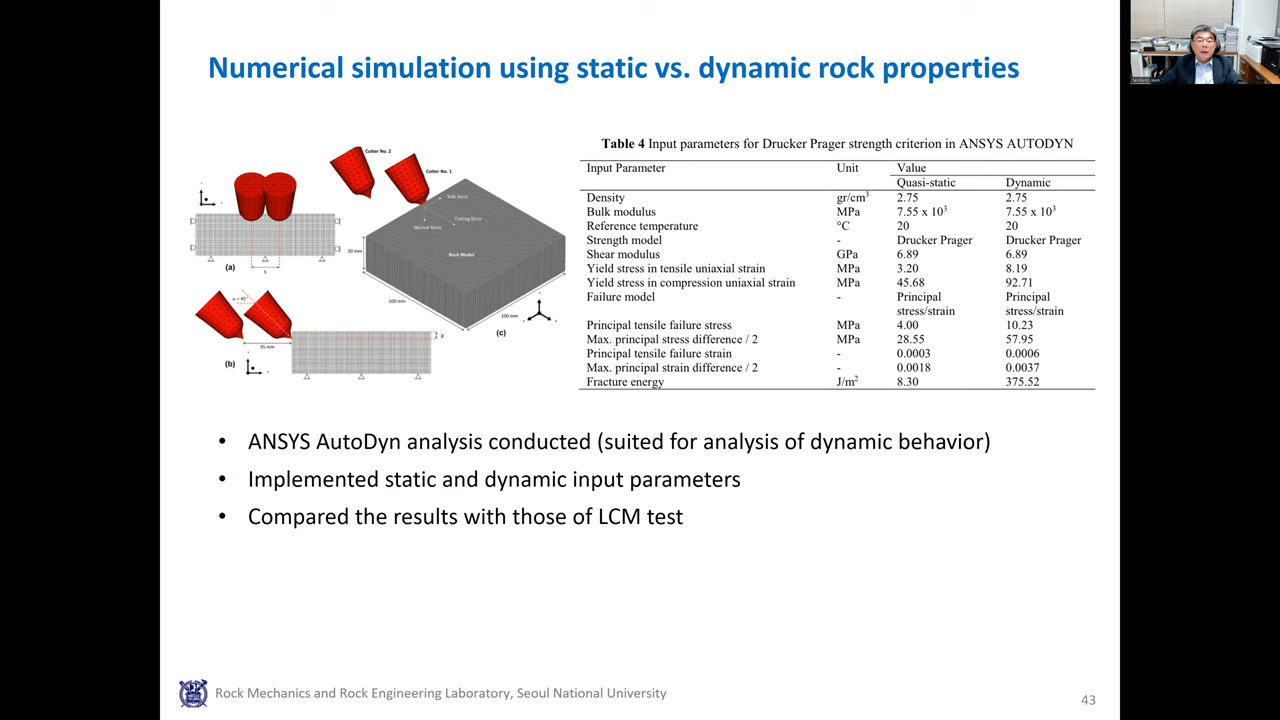 Numerical simulation using static vs. dynamic rock properties
Cutter No. 2
Cutter No. 1
Side force
Cutting force
Normal force
Rock Model
30 mm
100 mm
100 mm
(a)
s
α = 45°
35 mm
p
(b)
(c)
Table 4 Input parameters for Drucker Prager strength criterion in ANSYS AUTODYN
Input Parameter Unit Value
Quasi-static Dynamic
Density gr/cm³ 2.75 2.75
Bulk modulus MPa 7.55 x 10³ 7.55 x 10³
Reference temperature °C 20 20
Strength model - Drucker Prager Drucker Prager
Shear modulus GPa 6.89 6.89
Yield stress in tensile uniaxial strain MPa 3.20 8.19
Yield stress in compression uniaxial strain MPa 45.68 92.71
Failure model - Principal Principal
stress/strain stress/strain
Principal tensile failure stress MPa 4.00 10.23
Max. principal stress difference / 2 MPa 28.55 57.95
Principal tensile failure strain - 0.0003 0.0006
Max. principal strain difference / 2 - 0.0018 0.0037
Fracture energy J/m² 8.30 375.52
• ANSYS AutoDyn analysis conducted (suited for analysis of dynamic behavior)
• Implemented static and dynamic input parameters
• Compared the results with those of LCM test
Rock Mechanics and Rock Engineering Laboratory, Seoul National University
43